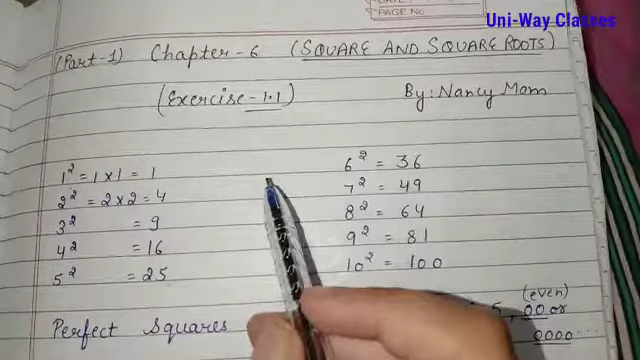 PAGE No
Uni-Way Classes
(Part-1) Chapter-6 (SQUARE AND SQUARE ROOTS)
(Exercise-1.1) By: Nancy Mam
1² = 1×1 = 1
2² = 2×2 = 4
3² = 9
4² = 16
5² = 25
6² = 36
7² = 49
8² = 64
9² = 81
10² = 100
Perfect Squares
(even)
5, 00 or
0000...